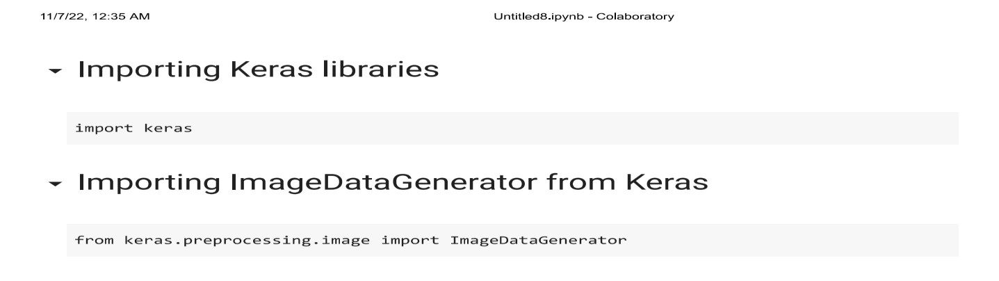 11/7/22, 12:35 AM Untitled8.ipynb - Colaboratory
Importing Keras libraries
import keras
Importing ImageDataGenerator from Keras
from keras.preprocessing.image import ImageDataGenerator